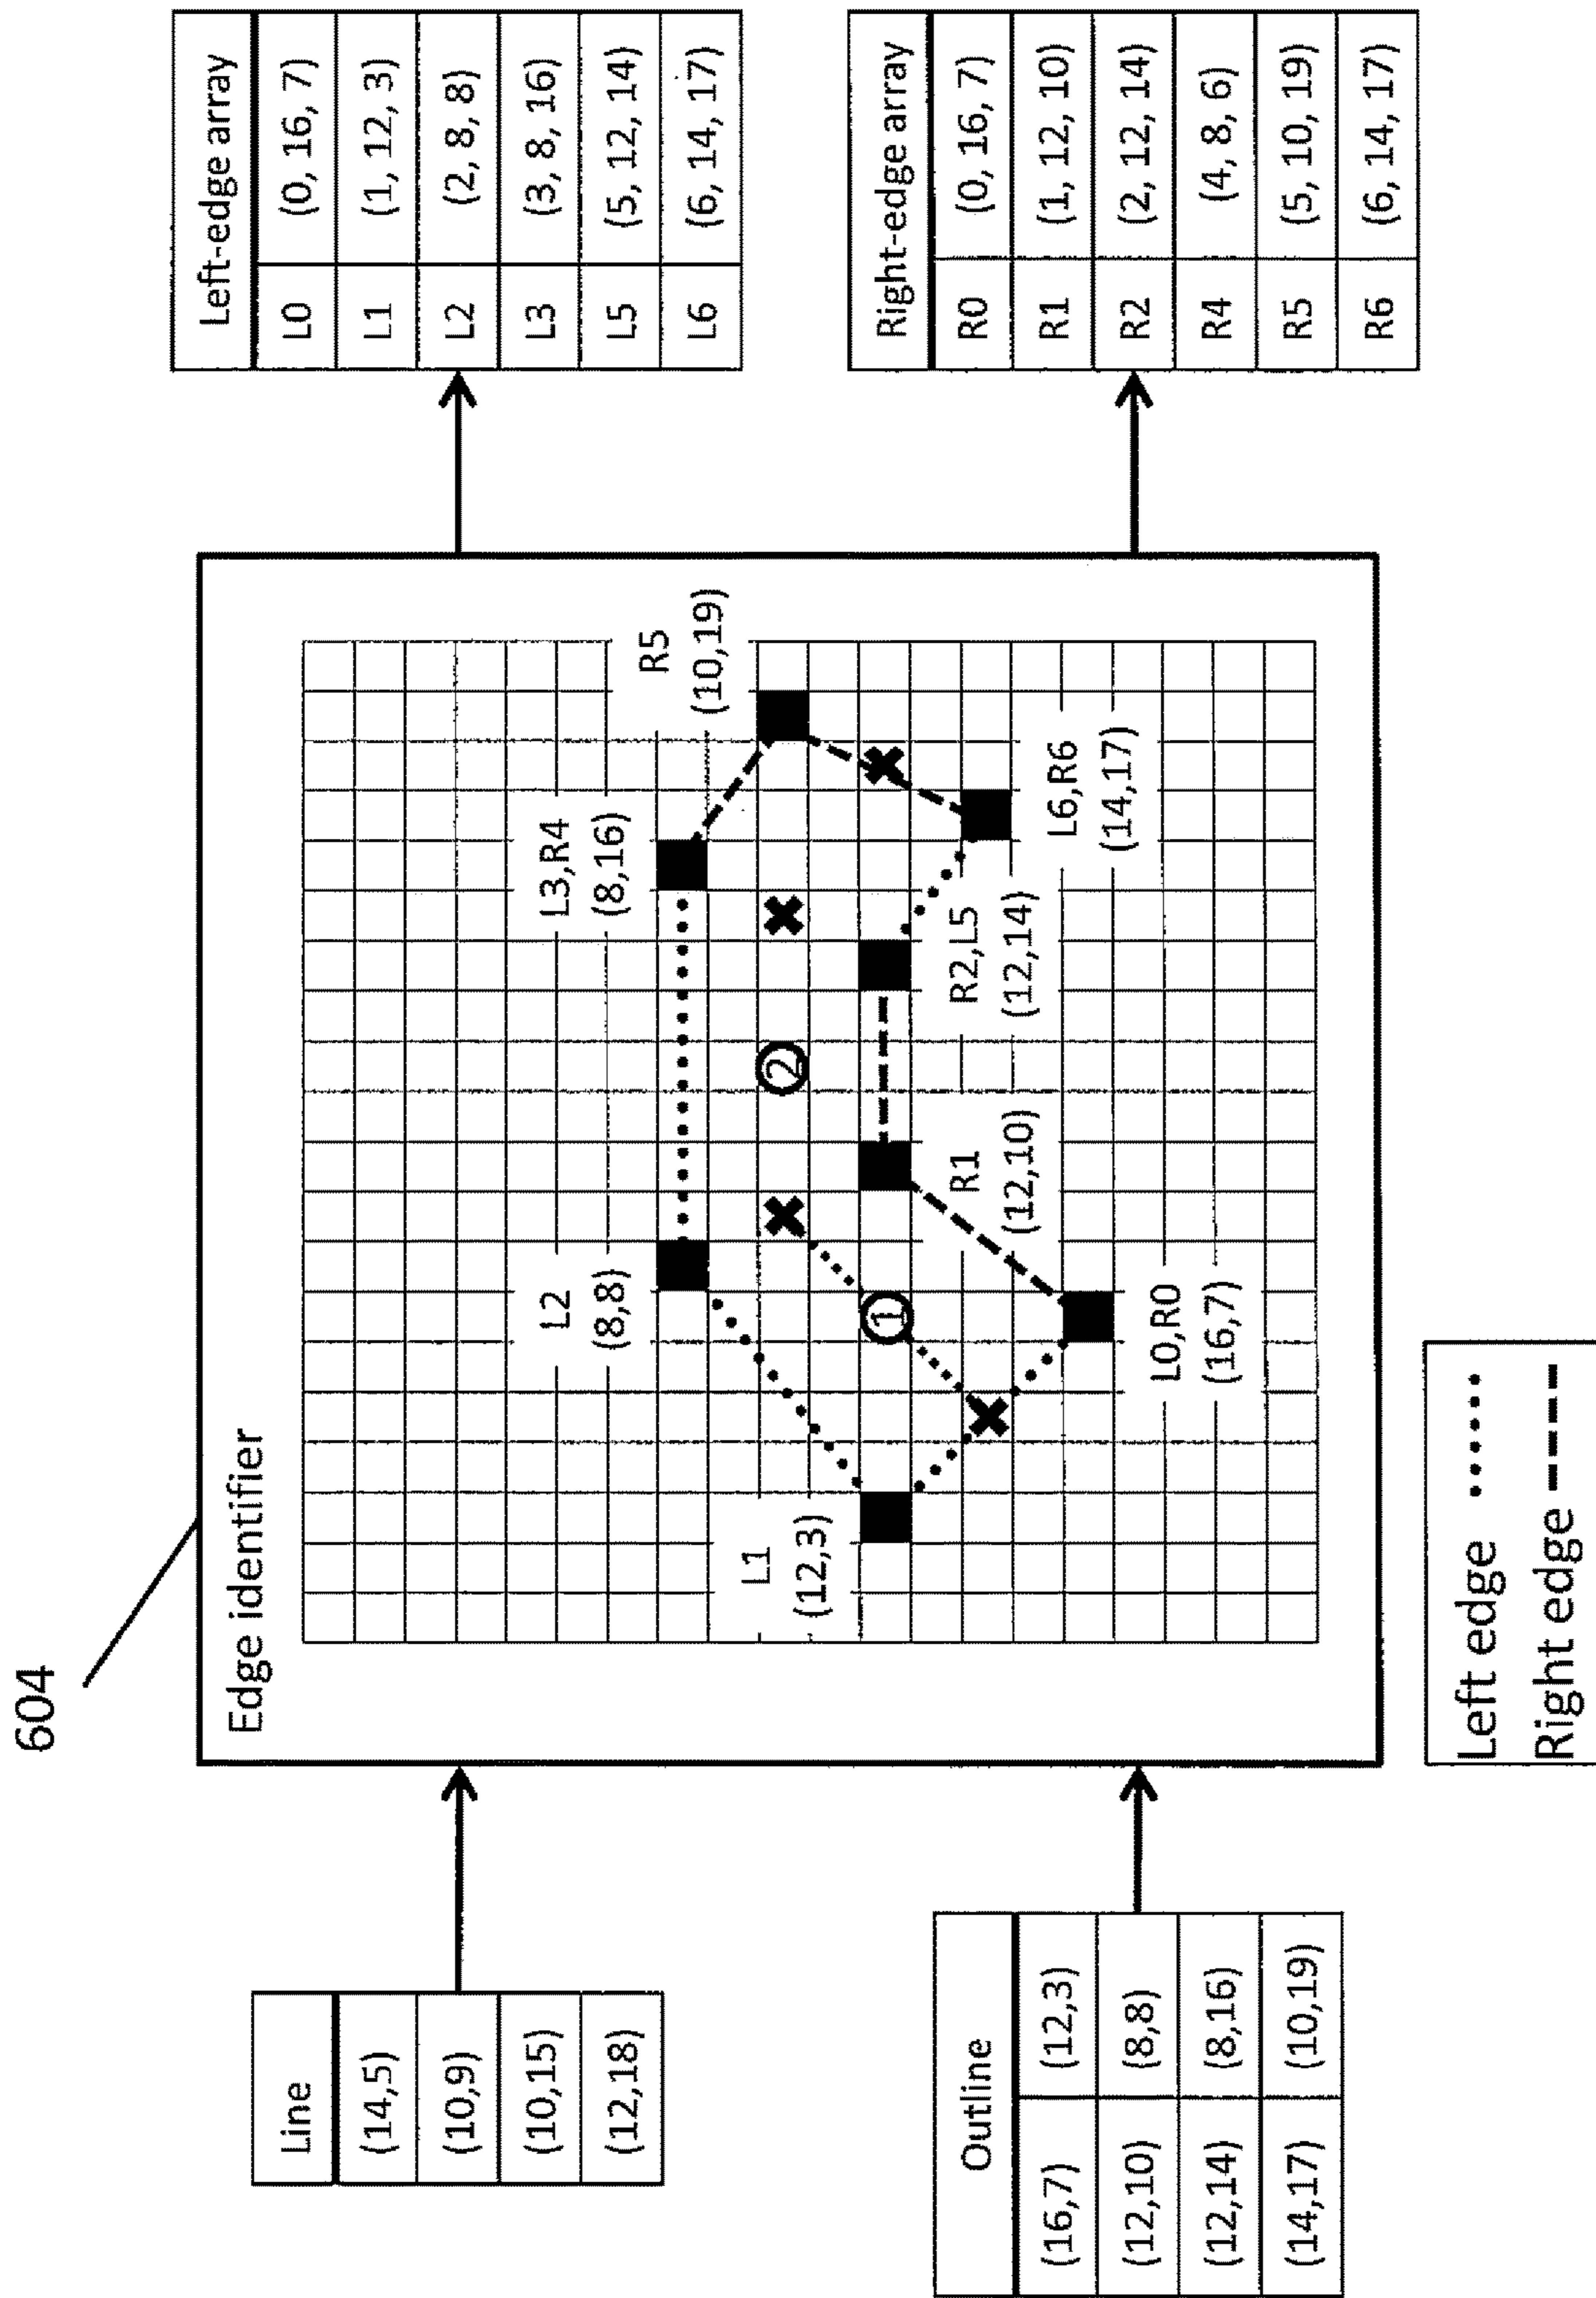 604
Line
(14,5)
(10,9)
(10,15)
(12,18)
Outline
(16,7) (12,3)
(12,10) (8,8)
(12,14) (8,16)
(14,17) (10,19)
Edge identifier
L1
(12,3)
L2
(8,8)
L3,R4
(8,16)
R5
(10,19)
1
2
L0,R0
(16,7)
R1
(12,10)
R2,L5
(12,14)
L6,R6
(14,17)
Left edge
Right edge
Left-edge array
L0 (0, 16, 7)
L1 (1, 12, 3)
L2 (2, 8, 8)
L3 (3, 8, 16)
L5 (5, 12, 14)
L6 (6, 14, 17)
Right-edge array
R0 (0, 16, 7)
R1 (1, 12, 10)
R2 (2, 12, 14)
R4 (4, 8, 6)
R5 (5, 10, 19)
R6 (6, 14, 17)